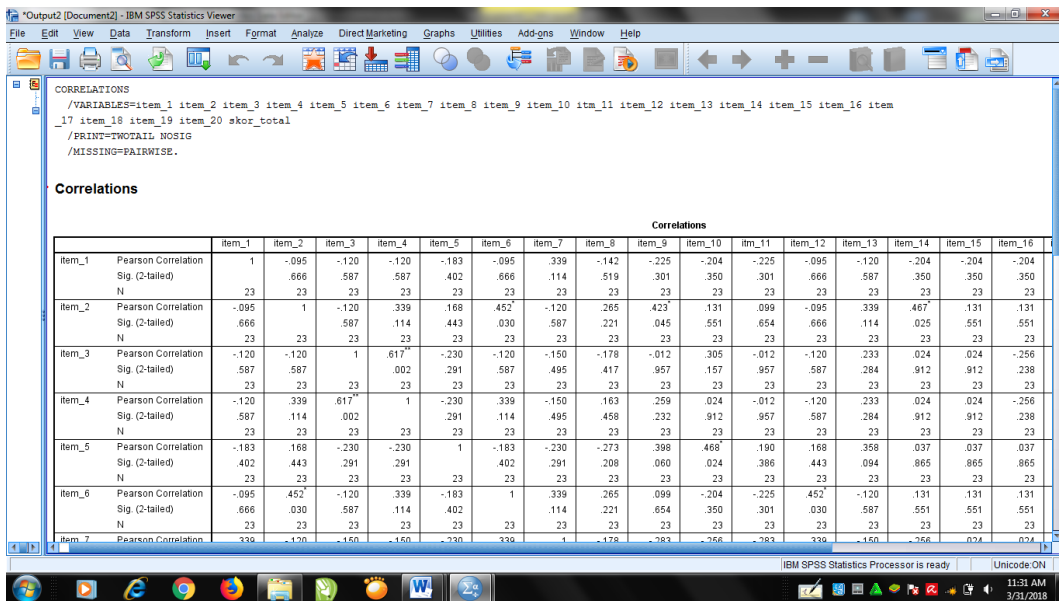 *Output2 [Document2] - IBM SPSS Statistics Viewer
File Edit View Data Transform Insert Format Analyze Direct Marketing Graphs Utilities Add-ons Window Help
CORRELATIONS
/VARIABLES=item_1 item_2 item_3 item_4 item_5 item_6 item_7 item_8 item_9 item_10 itm_11 item_12 item_13 item_14 item_15 item_16 item
_17 item_18 item_19 item_20 skor_total
/PRINT=TWOTAIL NOSIG
/MISSING=PAIRWISE.
Correlations
Correlations
item_1 item_2 item_3 item_4 item_5 item_6 item_7 item_8 item_9 item_10 itm_11 item_12 item_13 item_14 item_15 item_16
item_1 Pearson Correlation 1 -.095 -.120 -.120 -.183 -.095 .339 -.142 -.225 -.204 -.225 -.095 -.120 -.204 -.204 -.204
Sig. (2-tailed) .666 .587 .587 .402 .666 .114 .519 .301 .350 .301 .666 .587 .350 .350 .350
N 23 23 23 23 23 23 23 23 23 23 23 23 23 23 23 23
item_2 Pearson Correlation -.095 1 -.120 .339 .168 .452* -.120 .265 .423* .131 .099 -.095 .339 .467* .131 .131
Sig. (2-tailed) .666 .587 .114 .443 .030 .587 .221 .045 .551 .654 .666 .114 .025 .551 .551
N 23 23 23 23 23 23 23 23 23 23 23 23 23 23 23 23
item_3 Pearson Correlation -.120 -.120 1 .617** -.230 -.120 -.150 -.178 -.012 .305 -.012 -.120 .233 .024 .024 -.256
Sig. (2-tailed) .587 .587 .002 .291 .587 .495 .417 .957 .157 .957 .587 .284 .912 .912 .238
N 23 23 23 23 23 23 23 23 23 23 23 23 23 23 23 23
item_4 Pearson Correlation -.120 .339 .617** 1 -.230 .339 -.150 .163 .259 .024 -.012 -.120 .233 .024 .024 -.256
Sig. (2-tailed) .587 .114 .002 .291 .114 .495 .458 .232 .912 .957 .587 .284 .912 .912 .238
N 23 23 23 23 23 23 23 23 23 23 23 23 23 23 23 23
item_5 Pearson Correlation -.183 .168 -.230 -.230 1 -.183 -.230 -.273 .398 .468* .190 .168 .358 .037 .037 .037
Sig. (2-tailed) .402 .443 .291 .291 .402 .291 .208 .060 .024 .386 .443 .094 .865 .865 .865
N 23 23 23 23 23 23 23 23 23 23 23 23 23 23 23 23
item_6 Pearson Correlation -.095 .452* -.120 .339 -.183 1 .339 .265 .099 -.204 -.225 .452* -.120 .131 .131 .131
Sig. (2-tailed) .666 .030 .587 .114 .402 .114 .221 .654 .350 .301 .030 .587 .551 .551 .551
N 23 23 23 23 23 23 23 23 23 23 23 23 23 23 23 23
item_7 Pearson Correlation .339 -.120 -.150 -.150 -.230 .339 1 -.178 -.283 -.256 -.283 .339 -.150 -.256 .024 .024
IBM SPSS Statistics Processor is ready Unicode:ON
11:31 AM
3/31/2018